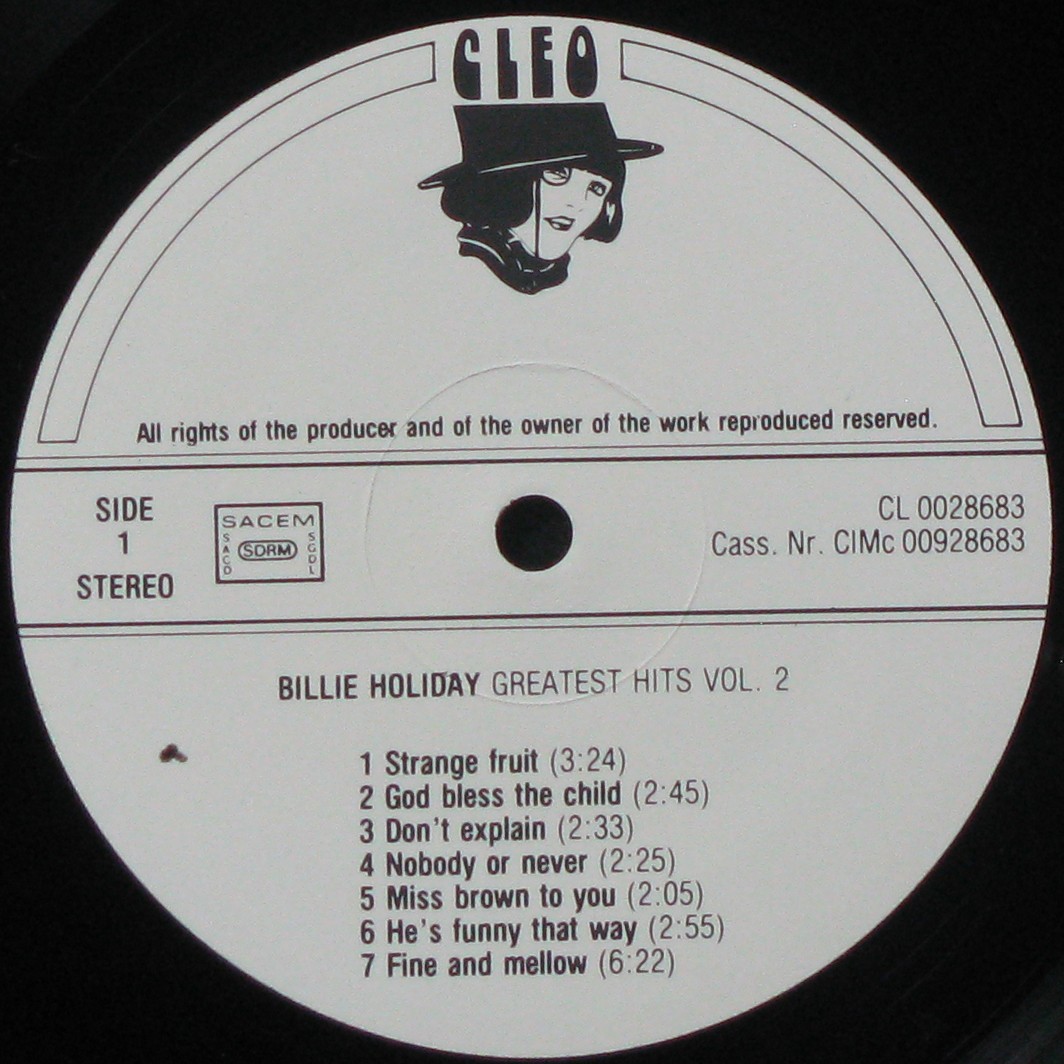 CLEO
All rights of the producer and of the owner of the work reproduced reserved.
SIDE
1
STEREO
SACEM
SACD
SDRM
SGDL
CL 0028683
Cass. Nr. ClMc 00928683
BILLIE HOLIDAY GREATEST HITS VOL. 2
1 Strange fruit (3:24)
2 God bless the child (2:45)
3 Don't explain (2:33)
4 Nobody or never (2:25)
5 Miss brown to you (2:05)
6 He's funny that way (2:55)
7 Fine and mellow (6:22)